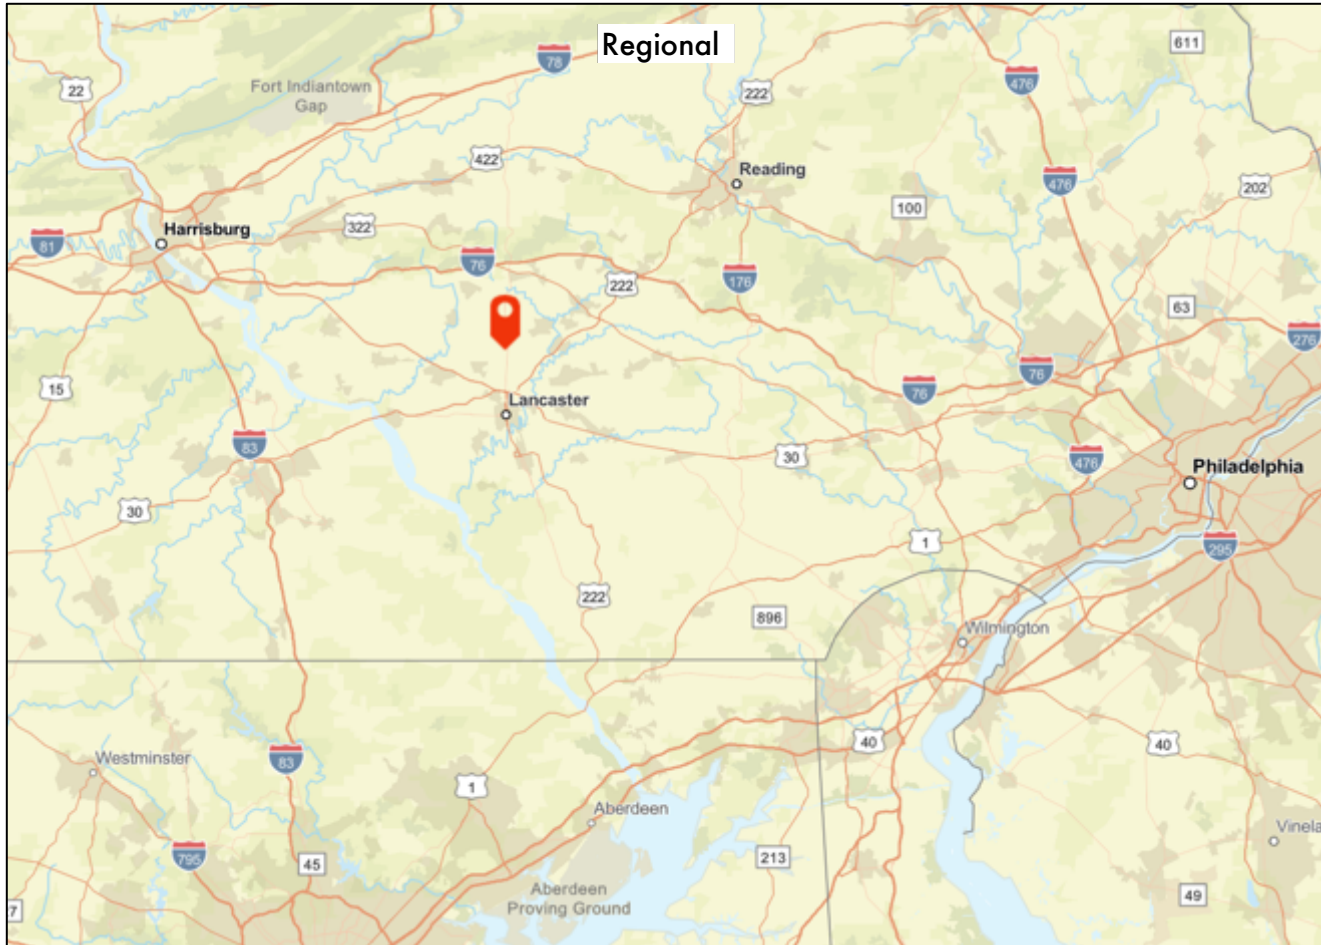 Regional
611
78
22
Fort Indiantown
Gap
476
222
422
Reading
476
202
100
322
Harrisburg
81
76
222
176
63
276
15
76
76
Lancaster
83
30
476
Philadelphia
30
1
295
222
896
Wilmington
40
40
Westminster
83
1
Aberdeen
Vinela
795
45
213
Aberdeen
Proving Ground
49
7